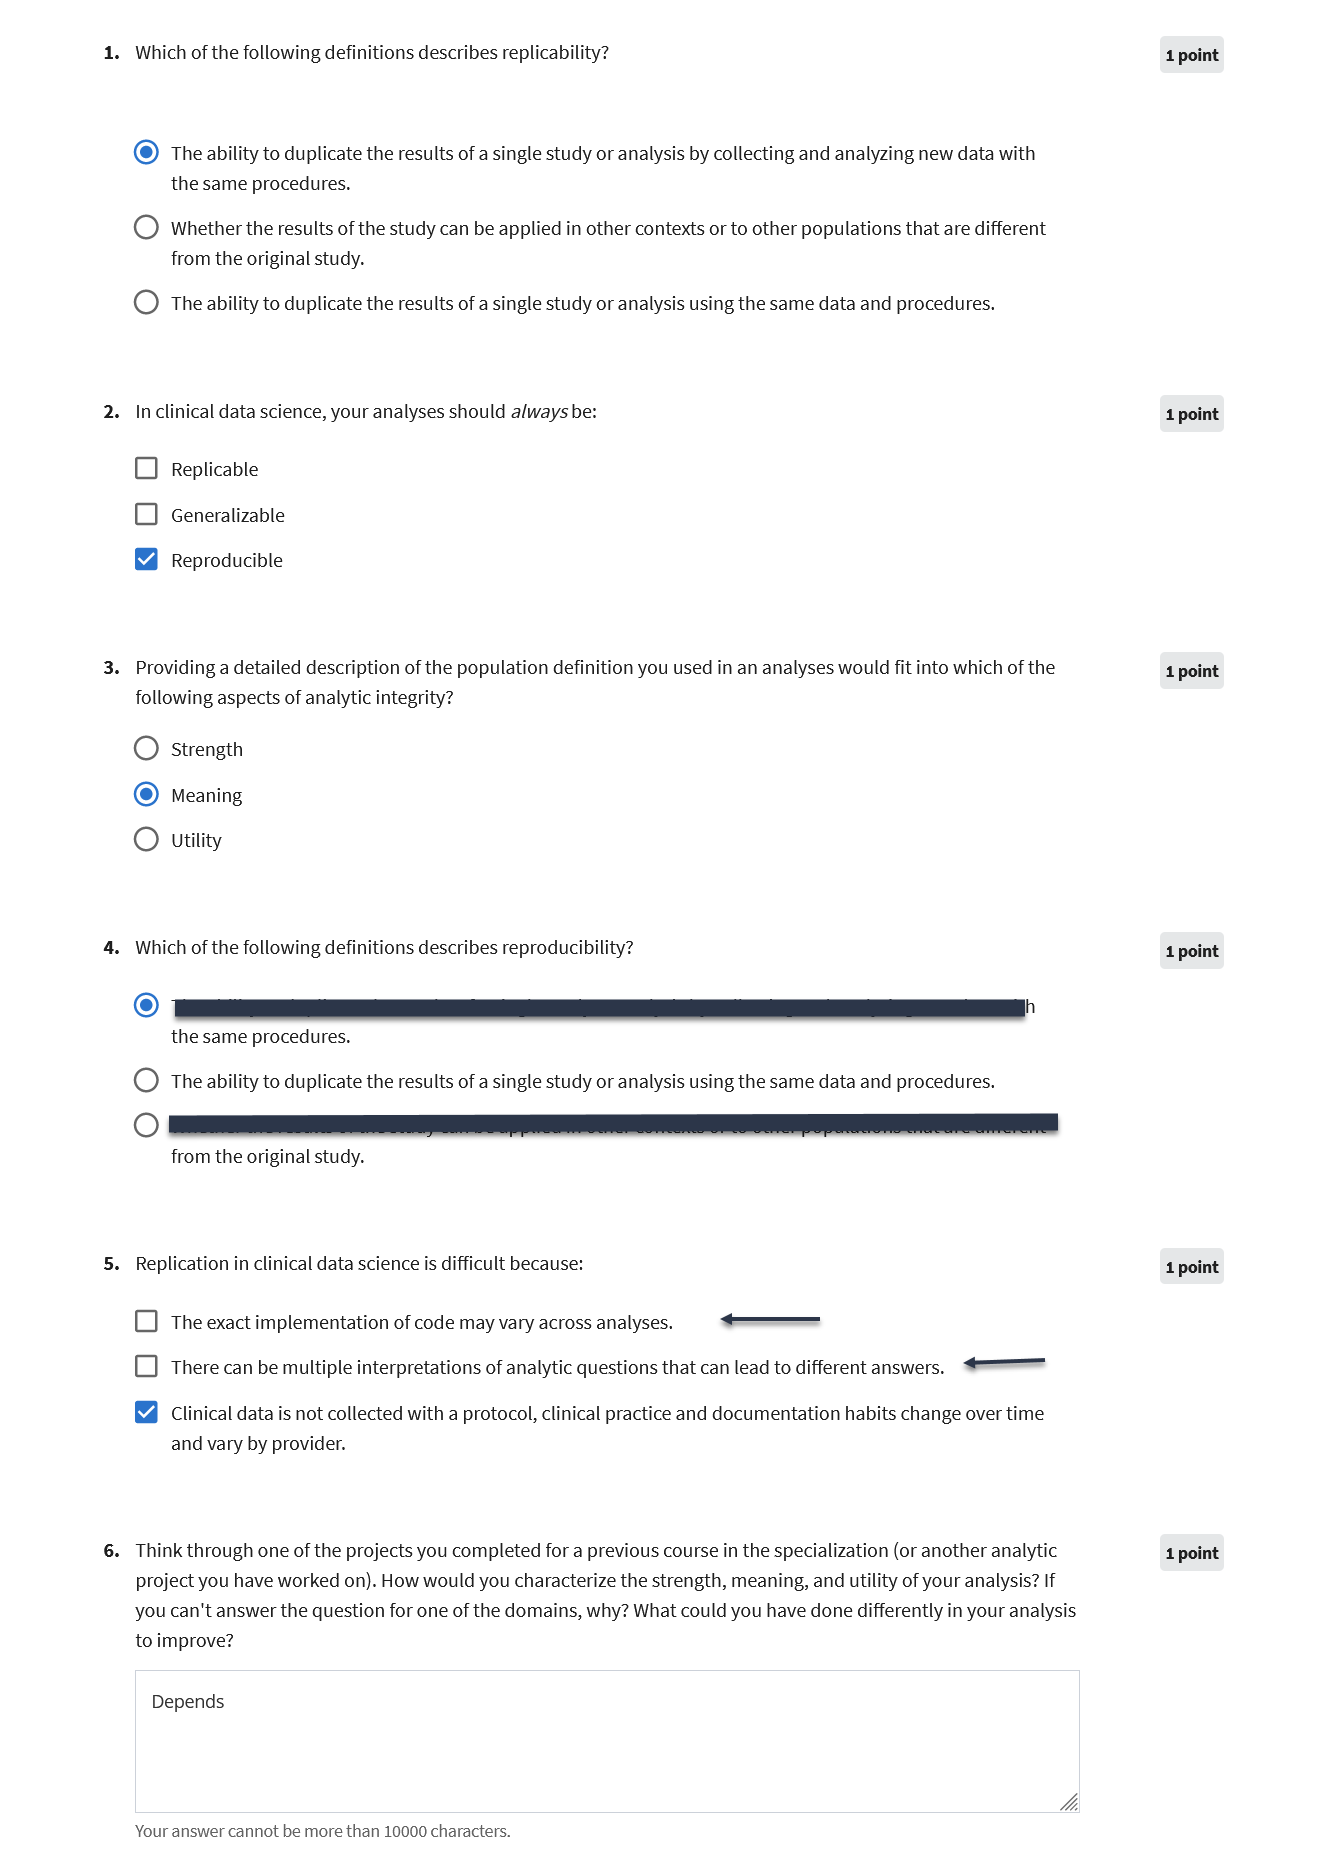 1. Which of the following definitions describes replicability?
1 point
The ability to duplicate the results of a single study or analysis by collecting and analyzing new data with
the same procedures.
Whether the results of the study can be applied in other contexts or to other populations that are different
from the original study.
The ability to duplicate the results of a single study or analysis using the same data and procedures.
2. In clinical data science, your analyses should always be:
1 point
Replicable
Generalizable
Reproducible
3. Providing a detailed description of the population definition you used in an analyses would fit into which of the
1 point
following aspects of analytic integrity?
Strength
Meaning
Utility
4. Which of the following definitions describes reproducibility?
1 point
the same procedures.
The ability to duplicate the results of a single study or analysis using the same data and procedures.
from the original study.
5. Replication in clinical data science is difficult because:
1 point
The exact implementation of code may vary across analyses.
There can be multiple interpretations of analytic questions that can lead to different answers.
Clinical data is not collected with a protocol, clinical practice and documentation habits change over time
and vary by provider.
6. Think through one of the projects you completed for a previous course in the specialization (or another analytic
1 point
project you have worked on). How would you characterize the strength, meaning, and utility of your analysis? If
you can't answer the question for one of the domains, why? What could you have done differently in your analysis
to improve?
Depends
Your answer cannot be more than 10000 characters.